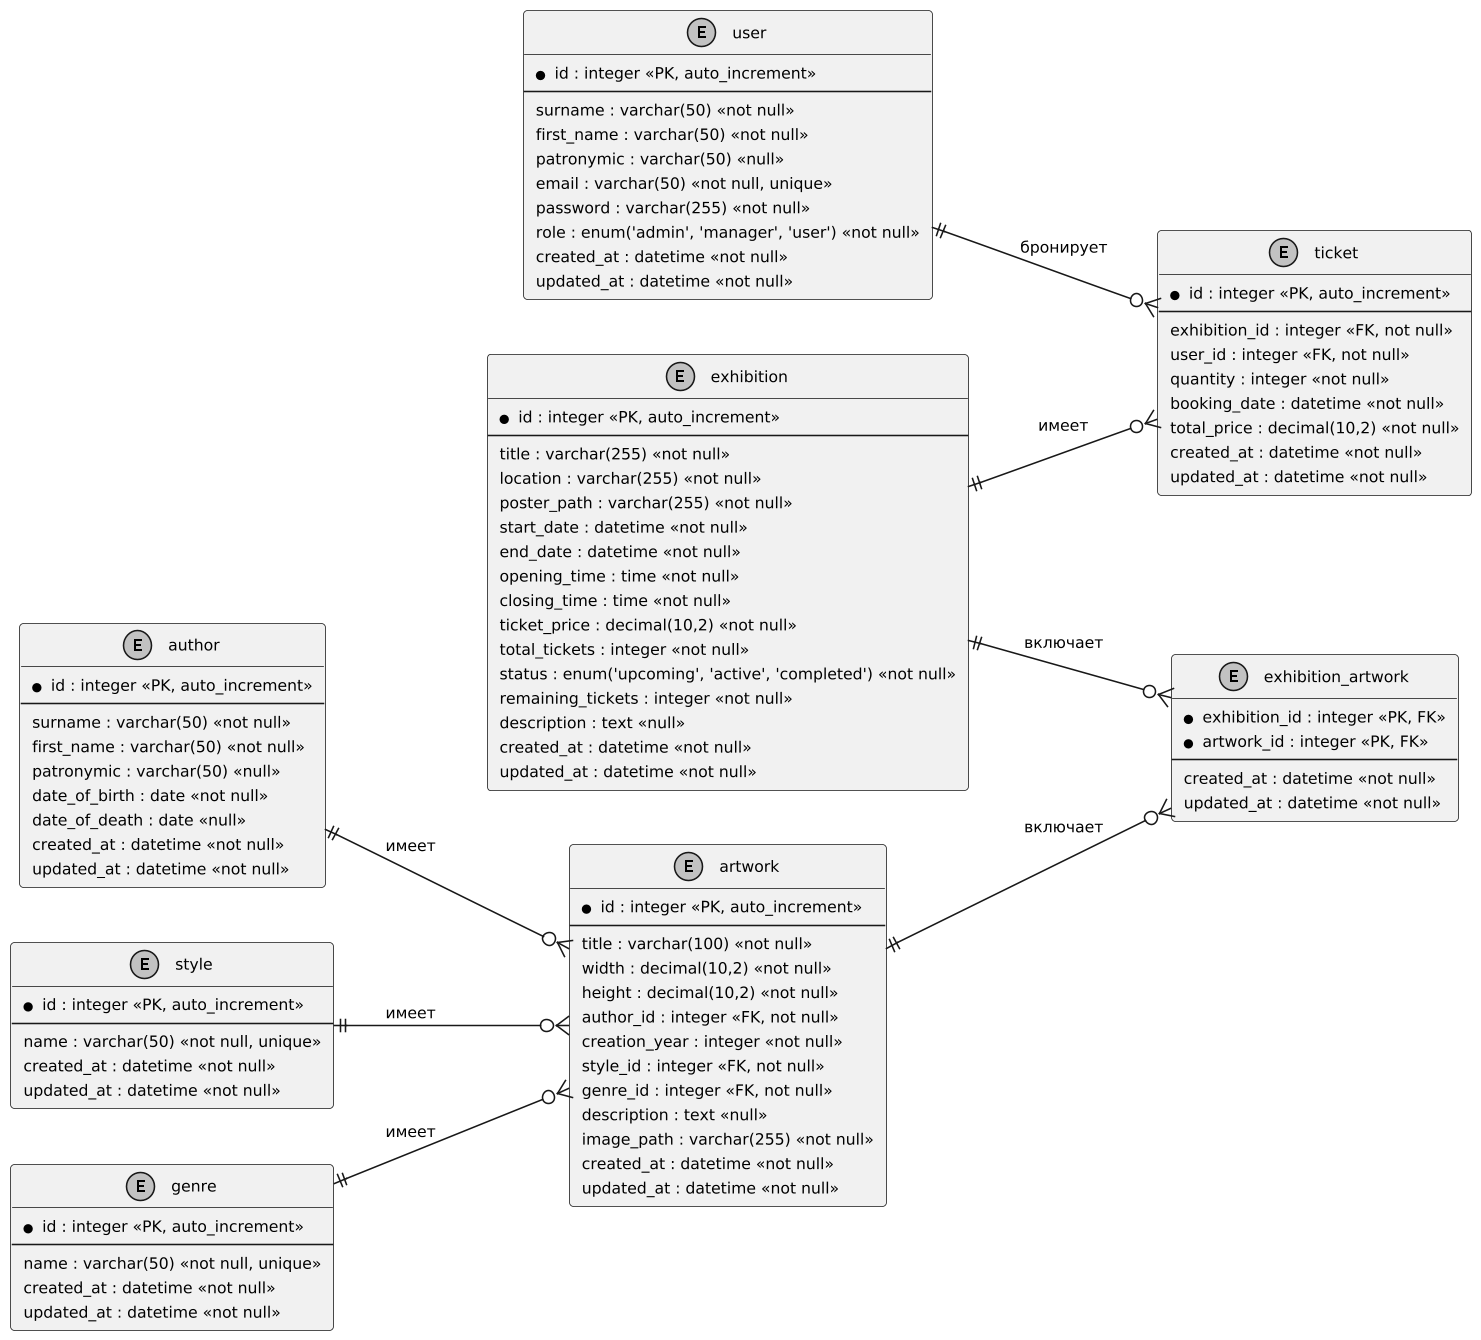 E user
id : integer «PK, auto_increment»
surname : varchar(50) «not null»
first_name : varchar(50) «not null»
patronymic : varchar(50) «null»
email : varchar(50) «not null, unique»
password : varchar(255) «not null»
role : enum('admin', 'manager', 'user') «not null»
created_at : datetime «not null»
updated_at : datetime «not null»
бронирует
E ticket
id : integer «PK, auto_increment»
exhibition_id : integer «FK, not null»
user_id : integer «FK, not null»
quantity : integer «not null»
booking_date : datetime «not null»
total_price : decimal(10,2) «not null»
created_at : datetime «not null»
updated_at : datetime «not null»
E exhibition
id : integer «PK, auto_increment»
title : varchar(255) «not null»
location : varchar(255) «not null»
poster_path : varchar(255) «not null»
start_date : datetime «not null»
end_date : datetime «not null»
opening_time : time «not null»
closing_time : time «not null»
ticket_price : decimal(10,2) «not null»
total_tickets : integer «not null»
status : enum('upcoming', 'active', 'completed') «not null»
remaining_tickets : integer «not null»
description : text «null»
created_at : datetime «not null»
updated_at : datetime «not null»
имеет
включает
E exhibition_artwork
exhibition_id : integer «PK, FK»
artwork_id : integer «PK, FK»
created_at : datetime «not null»
updated_at : datetime «not null»
включает
E author
id : integer «PK, auto_increment»
surname : varchar(50) «not null»
first_name : varchar(50) «not null»
patronymic : varchar(50) «null»
date_of_birth : date «not null»
date_of_death : date «null»
created_at : datetime «not null»
updated_at : datetime «not null»
имеет
E artwork
id : integer «PK, auto_increment»
title : varchar(100) «not null»
width : decimal(10,2) «not null»
height : decimal(10,2) «not null»
author_id : integer «FK, not null»
creation_year : integer «not null»
style_id : integer «FK, not null»
genre_id : integer «FK, not null»
description : text «null»
image_path : varchar(255) «not null»
created_at : datetime «not null»
updated_at : datetime «not null»
E style
id : integer «PK, auto_increment»
name : varchar(50) «not null, unique»
created_at : datetime «not null»
updated_at : datetime «not null»
имеет
E genre
id : integer «PK, auto_increment»
name : varchar(50) «not null, unique»
created_at : datetime «not null»
updated_at : datetime «not null»
имеет